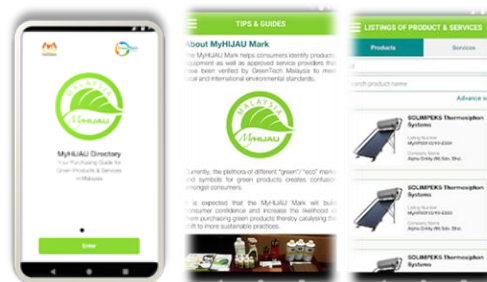 MALAYSIA
MyHIJAU
MyHIJAU Directory
Your Purchasing Guide for
Green Products & Services
in Malaysia
Enter
TIPS & GUIDES
About MyHIJAU Mark
he MyHIJAU Mark helps consumers identify products,
equipment as well as approved service providers that
have been verified by GreenTech Malaysia to meet
ocal and international environmental standards.
MALAYSIA
MyHIJAU
Currently, the plethora of different "green"/ "eco" marks
and symbols for green products creates confusion
amongst consumers.
t is expected that the MyHIJAU Mark will build
consumer confidence and increase the likelihood of
hem purchasing green products thereby catalysing the
shift to more sustainable practices.
LISTINGS OF PRODUCT & SERVICES
Products
Services
earch product name
Advance se
SOLIMPEKS Thermosiphon
Systems
Listing Number
Company Name
SOLIMPEKS Thermosiphon
Systems
Listing Number
Company Name
SOLIMPEKS Thermosiphon
Systems